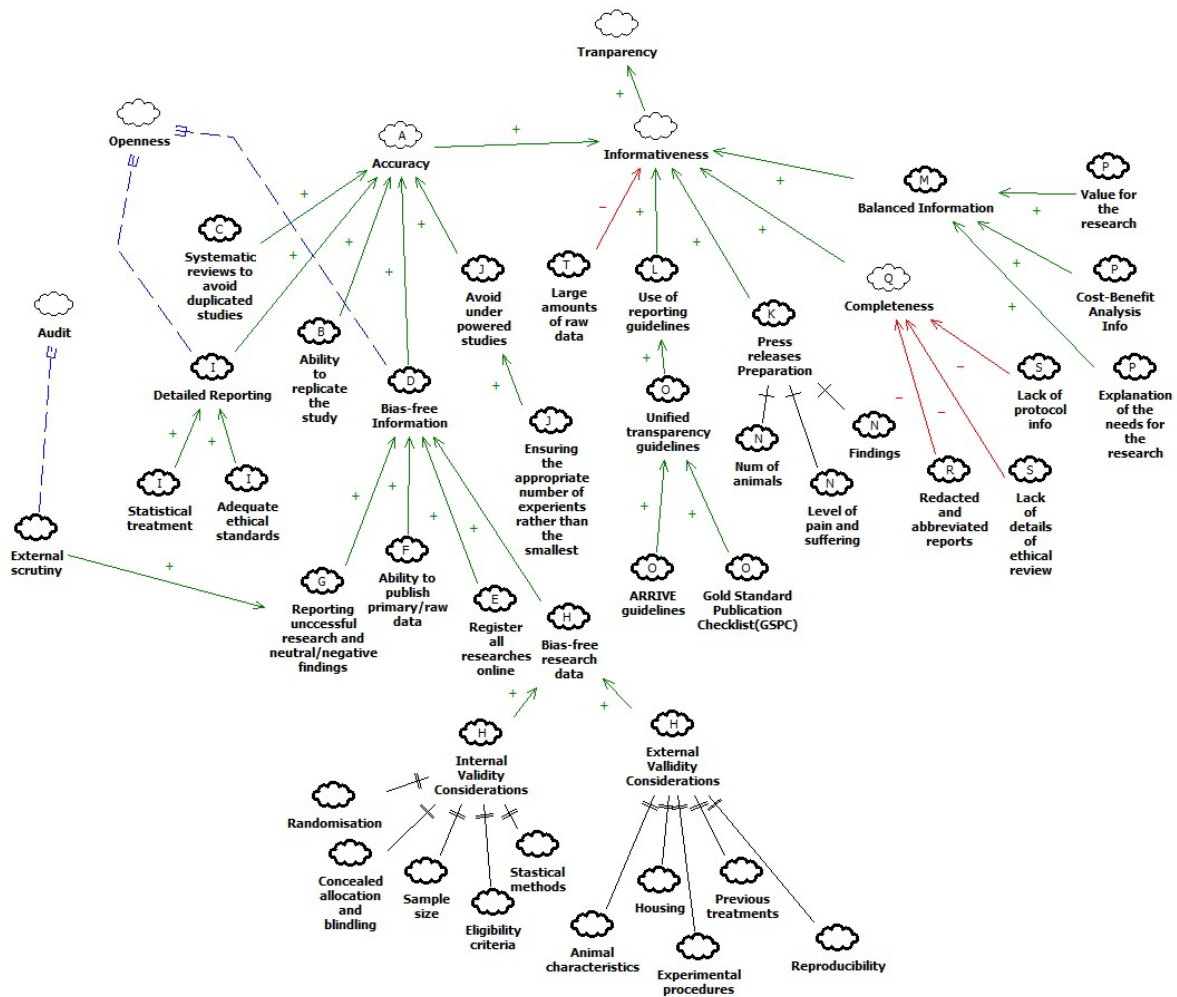 Tranparency
+
Openness
A
Accuracy
+
Informativeness
M
Balanced Information
+
P
Value for
the
research
+
C
Systematic
reviews to
avoid
duplicated
studies
+
+
+
+
+
J
Avoid
under
powered
studies
−
T
Large
amounts
of raw
data
+
L
Use of
reporting
guidelines
+
K
Press
releases
Preparation
+
Q
Completeness
+
P
Cost-Benefit
Analysis
Info
+
P
Explanation
of the
needs for
the
research
Audit
B
Ability
to
replicate
the
study
I
Detailed Reporting
D
Bias-free
Information
+
J
Ensuring
the
appropriate
number of
experients
rather than
the
smallest
+
O
Unified
transparency
guidelines
N
Num of
animals
N
Level of
pain and
suffering
N
Findings
−
−
−
S
Lack of
protocol
info
R
Redacted
and
abbreviated
reports
S
Lack
of
details
of
ethical
review
+
+
I
Statistical
treatment
I
Adequate
ethical
standards
External
scrutiny
+
+
+
+
+
G
Reporting
unccessful
research and
neutral/negative
findings
F
Ability to
publish
primary/raw
data
E
Register
all
researches
online
H
Bias-free
research
data
+
+
O
ARRIVE
guidelines
O
Gold Standard
Publication
Checklist(GSPC)
+
+
H
Internal
Validity
Considerations
H
External
Vallidity
Considerations
Randomisation
Concealed
allocation
and
blindling
Sample
size
Eligibility
criteria
Stastical
methods
Animal
characteristics
Housing
Experimental
procedures
Previous
treatments
Reproducibility